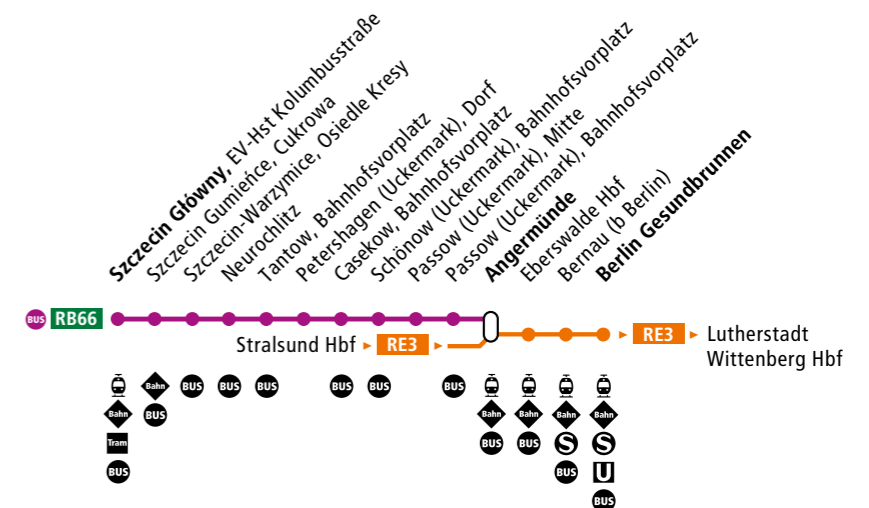 Szczecin Główny, EV-Hst Kolumbusstraße
Szczecin Gumieńce, Cukrowa
Szczecin-Warzymice, Osiedle Kresy
Neurochlitz
Tantow, Bahnhofsvorplatz
Petershagen (Uckermark), Dorf
Casekow, Bahnhofsvorplatz
Schönow (Uckermark), Bahnhofsvorplatz
Passow (Uckermark), Mitte
Passow (Uckermark), Bahnhofsvorplatz
Angermünde
Eberswalde Hbf
Bernau (b Berlin)
Berlin Gesundbrunnen
BUS RB66
Stralsund Hbf RE3
RE3 Lutherstadt
Wittenberg Hbf
Bahn BUS BUS BUS BUS BUS BUS BUS
Bahn BUS Bahn Bahn Bahn Bahn
Tram BUS BUS S S
BUS BUS U
BUS